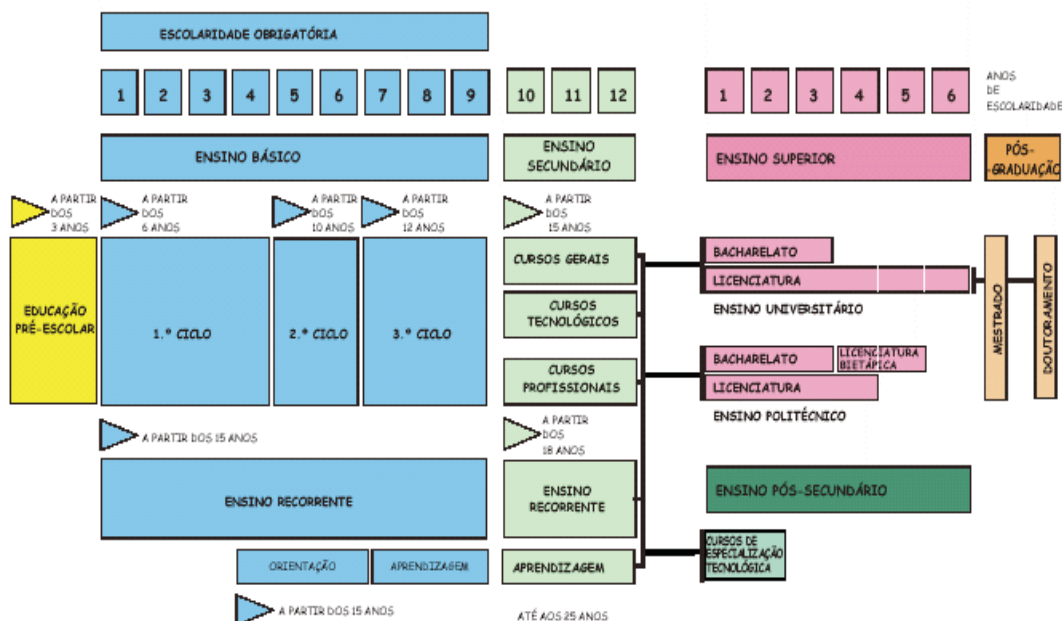 ESCOLARIDADE OBRIGATÓRIA
1 2 3 4 5 6 7 8 9 10 11 12 1 2 3 4 5 6
ANOS
DE
ESCOLARIDADE
ENSINO BÁSICO
ENSINO
SECUNDÁRIO
ENSINO SUPERIOR
PÓS-
-GRADUAÇÃO
A PARTIR
DOS
3 ANOS
A PARTIR
DOS
6 ANOS
A PARTIR
DOS
10 ANOS
A PARTIR
DOS
12 ANOS
A PARTIR
DOS
15 ANOS
EDUCAÇÃO
PRÉ-ESCOLAR
1.º CICLO
2.º CICLO
3.º CICLO
CURSOS GERAIS
CURSOS
TECNOLÓGICOS
CURSOS
PROFISSIONAIS
BACHARELATO
LICENCIATURA
ENSINO UNIVERSITÁRIO
BACHARELATO
LICENCIATURA
BIETÁPICA
LICENCIATURA
ENSINO POLITÉCNICO
MESTRADO
DOUTORAMENTO
A PARTIR DOS 15 ANOS
A PARTIR
DOS
18 ANOS
ENSINO RECORRENTE
ENSINO
RECORRENTE
ENSINO PÓS-SECUNDÁRIO
CURSOS DE
ESPECIALIZAÇÃO
TECNOLÓGICA
ORIENTAÇÃO
APRENDIZAGEM
APRENDIZAGEM
A PARTIR DOS 15 ANOS
ATÉ AOS 25 ANOS